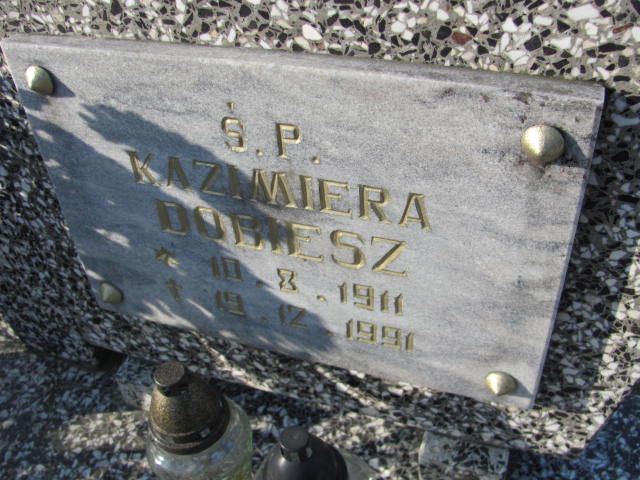 Ś. P.
KAZIMIERA
DOBIESZ
* 10 - 8 - 1911
† 19 - 12 - 1991